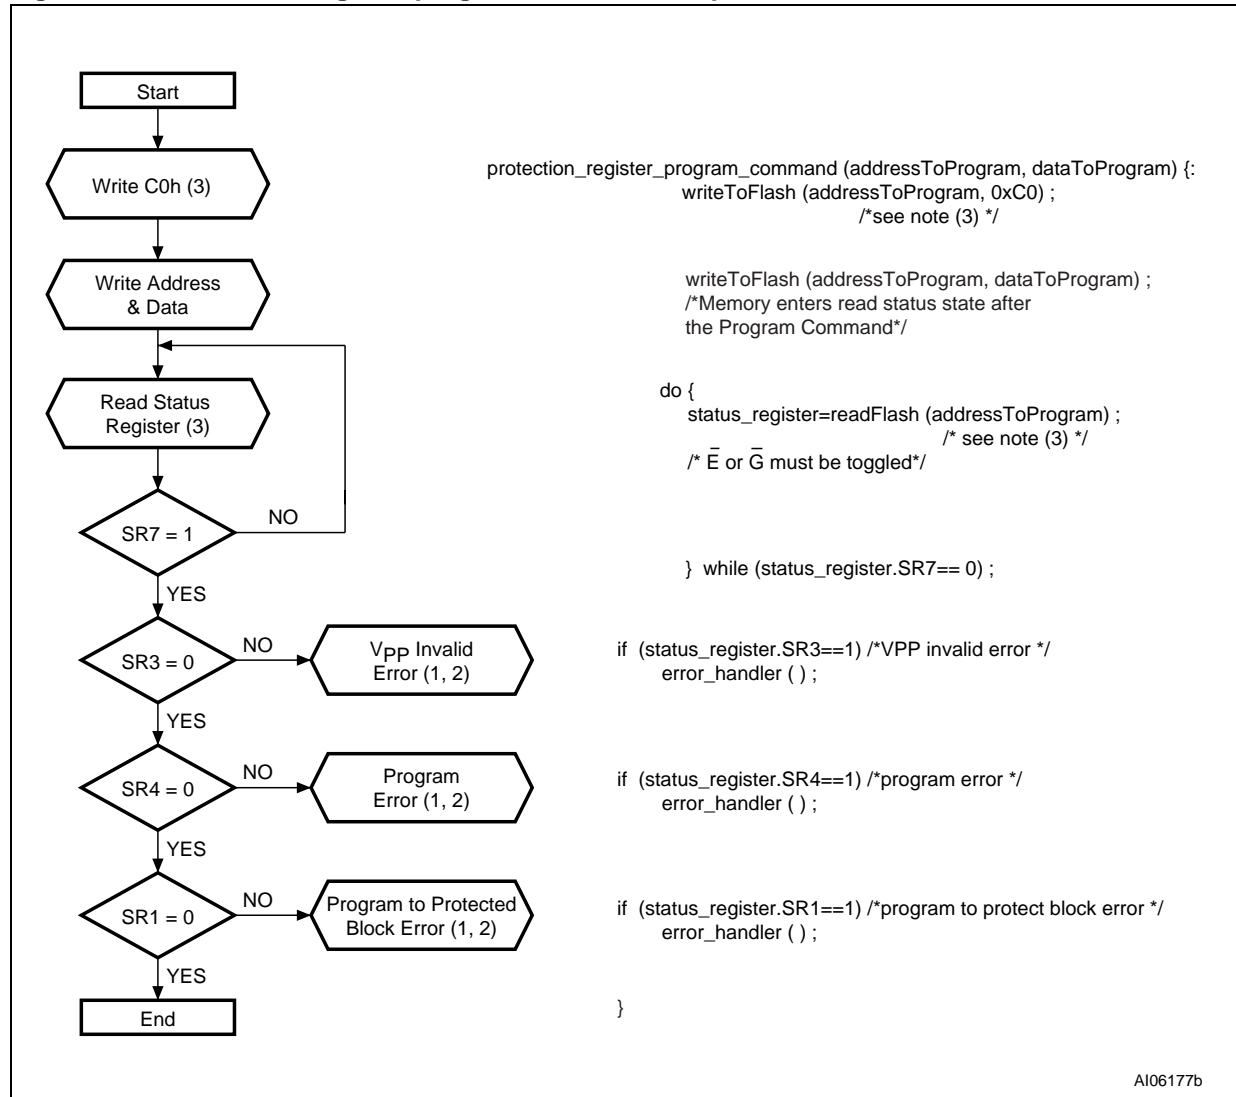 Start
Write C0h (3)
Write Address
& Data
Read Status
Register (3)
SR7 = 1
NO
YES
SR3 = 0
NO
VPP Invalid
Error (1, 2)
YES
SR4 = 0
NO
Program
Error (1, 2)
YES
SR1 = 0
NO
Program to Protected
Block Error (1, 2)
YES
End
protection_register_program_command (addressToProgram, dataToProgram) {:
writeToFlash (addressToProgram, 0xC0) ;
/*see note (3) */
writeToFlash (addressToProgram, dataToProgram) ;
/*Memory enters read status state after
the Program Command*/
do {
status_register=readFlash (addressToProgram) ;
/* see note (3) */
/* E̅ or G̅ must be toggled*/
} while (status_register.SR7== 0) ;
if (status_register.SR3==1) /*VPP invalid error */
error_handler ( ) ;
if (status_register.SR4==1) /*program error */
error_handler ( ) ;
if (status_register.SR1==1) /*program to protect block error */
error_handler ( ) ;
}
AI06177b